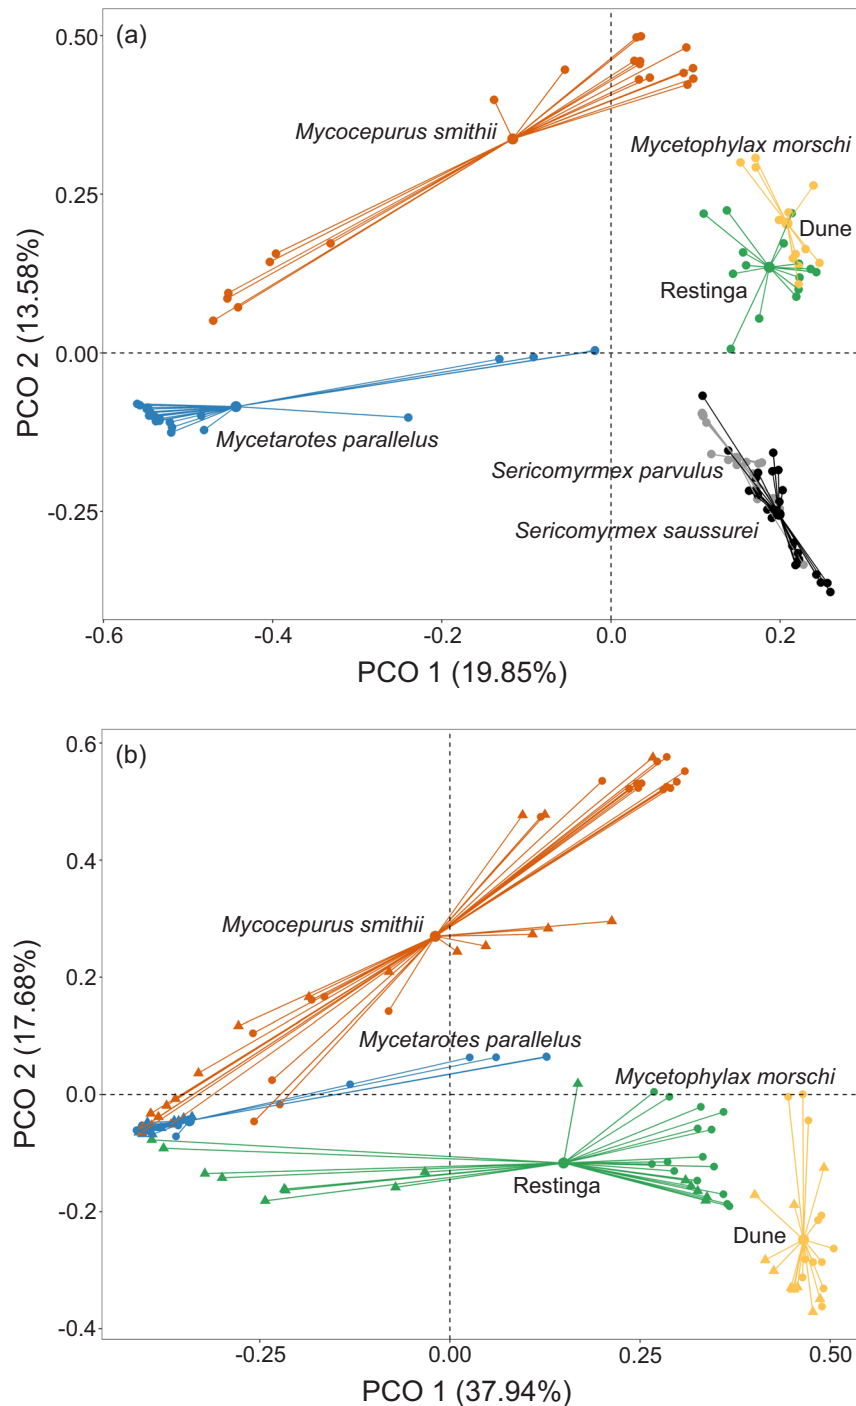 (a)
0.50
Mycocepurus smithii
Mycetophylax morschi
0.25
Dune
Restinga
PCO 2 (13.58%)
0.00
Mycetarotes parallelus
Sericomyrmex parvulus
-0.25
Sericomyrmex saussurei
-0.6
-0.4
-0.2
0.0
0.2
PCO 1 (19.85%)
(b)
0.6
0.4
Mycocepurus smithii
0.2
PCO 2 (17.68%)
Mycetarotes parallelus
0.0
Mycetophylax morschi
Restinga
-0.2
Dune
-0.4
-0.25
0.00
0.25
0.50
PCO 1 (37.94%)